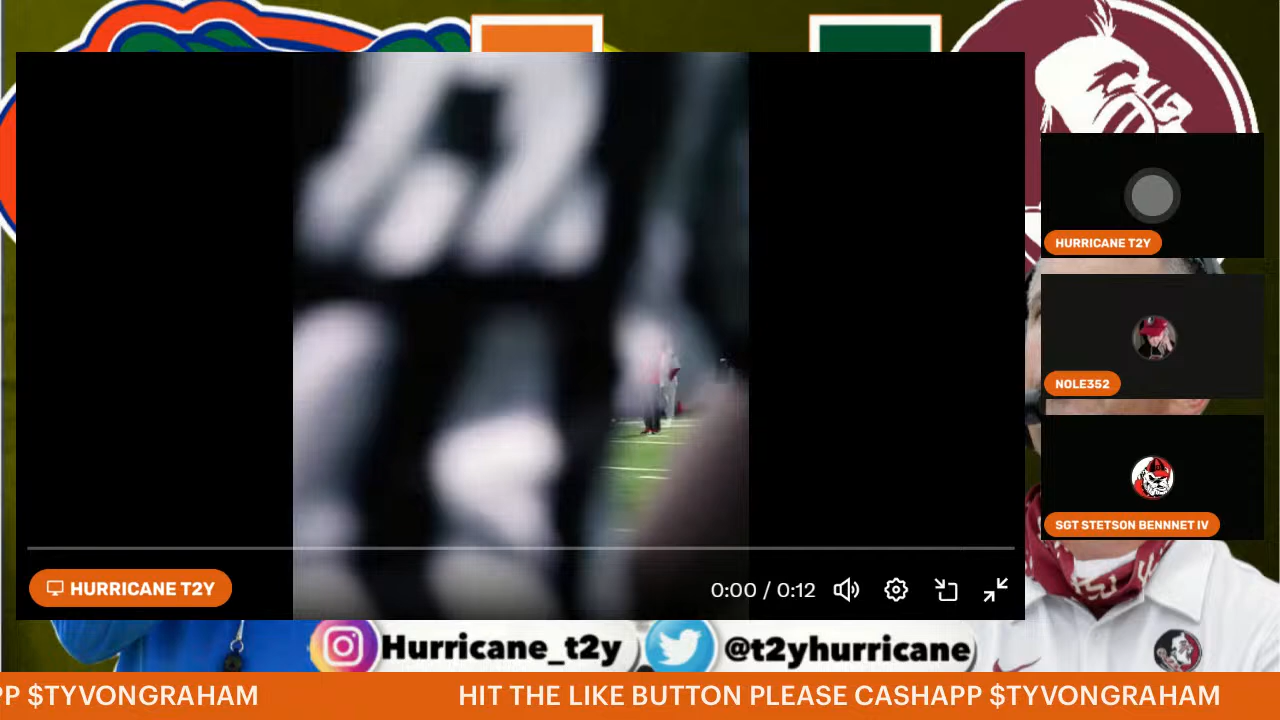 HURRICANE T2Y
NOLE352
SGT STETSON BENNNET IV
HURRICANE T2Y
0:00 / 0:12
Hurricane_t2y
@t2yhurricane
PP $TYVONGRAHAM
HIT THE LIKE BUTTON PLEASE CASHAPP $TYVONGRAHAM